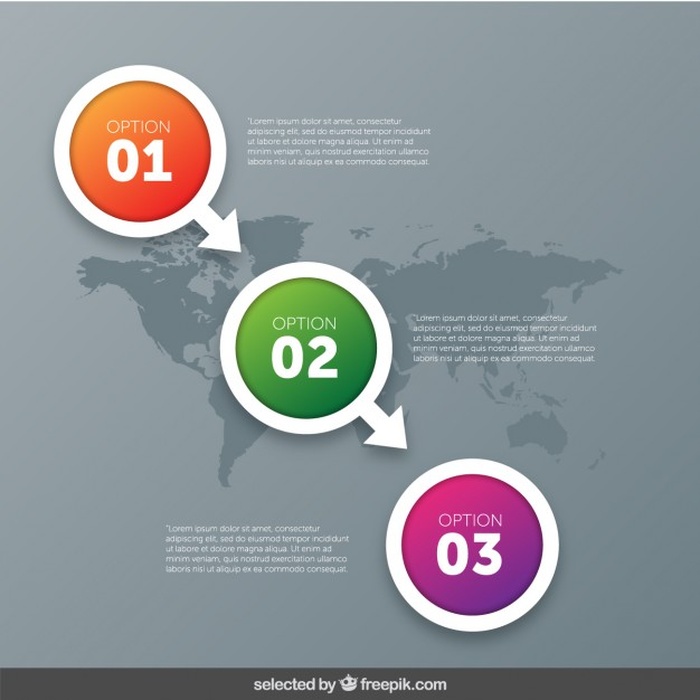 OPTION
01
"Lorem ipsum dolor sit amet, consectetur
adipiscing elit, sed do eiusmod tempor incididunt
ut labore et dolore magna aliqua. Ut enim ad
minim veniam, quis nostrud exercitation ullamco
laboris nisi ut aliquip ex ea commodo consequat.
OPTION
02
"Lorem ipsum dolor sit amet, consectetur
adipiscing elit, sed do eiusmod tempor incididunt
ut labore et dolore magna aliqua. Ut enim ad
minim veniam, quis nostrud exercitation ullamco
laboris nisi ut aliquip ex ea commodo consequat.
OPTION
03
"Lorem ipsum dolor sit amet, consectetur
adipiscing elit, sed do eiusmod tempor incididunt
ut labore et dolore magna aliqua. Ut enim ad
minim veniam, quis nostrud exercitation ullamco
laboris nisi ut aliquip ex ea commodo consequat.
selected by freepik.com